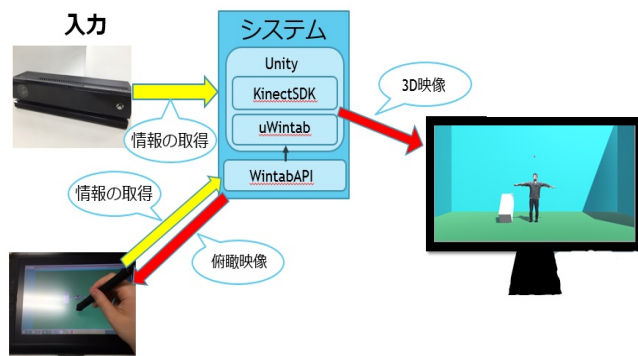 入力
システム
Unity
KinectSDK
uWintab
WintabAPI
情報の取得
3D映像
情報の取得
俯瞰映像